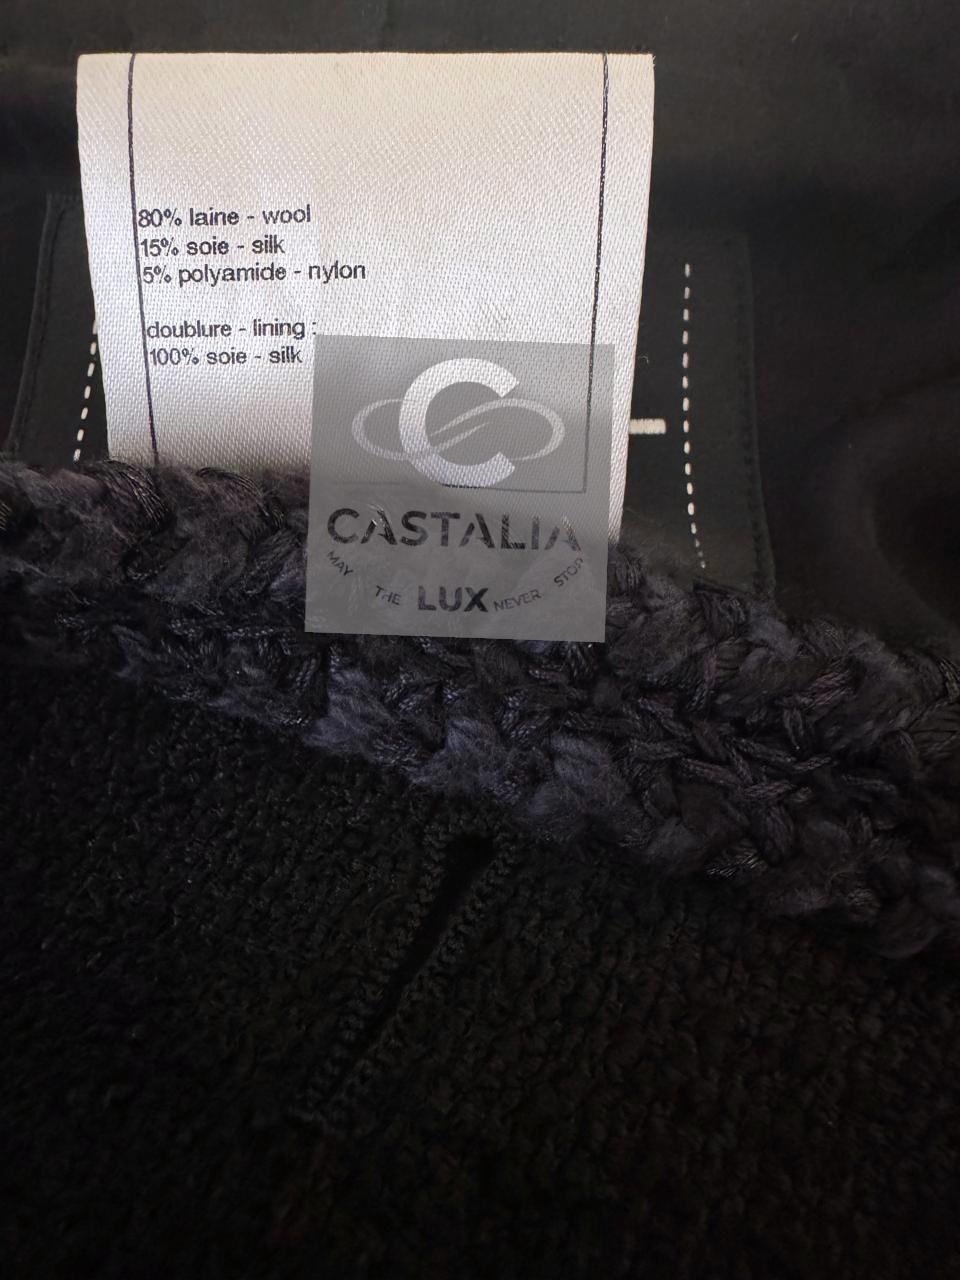 80% laine - wool
15% soie - silk
5% polyamide - nylon
doublure - lining :
100% soie - silk
C
CASTALIA
MAY THE LUX NEVER STOP